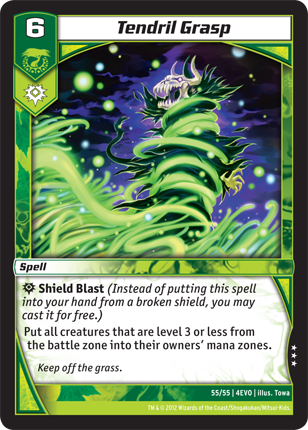 6
Tendril Grasp
Spell
Shield Blast (Instead of putting this spell
into your hand from a broken shield, you may
cast it for free.)
Put all creatures that are level 3 or less from
the battle zone into their owners' mana zones.
Keep off the grass.
55/55 | 4EVO | illus. Towa
TM & © 2012 Wizards of the Coast/Shogakukan/Mitsui-Kids.